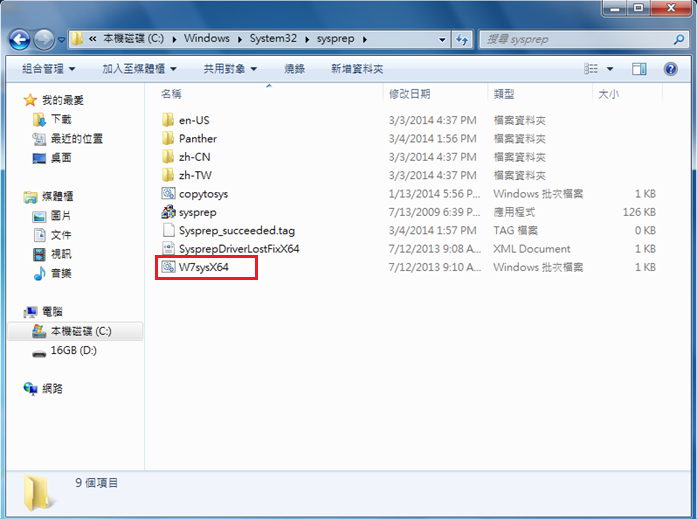 « 本機磁碟 (C:) ▸ Windows ▸ System32 ▸ sysprep ▸
搜尋 sysprep
組合管理 加入至媒體櫃 共用對象 燒錄 新增資料夾
我的最愛
下載
最近的位置
桌面
媒體櫃
圖片
文件
視訊
音樂
電腦
本機磁碟 (C:)
16GB (D:)
網路
名稱 修改日期 類型 大小
en-US 3/3/2014 4:37 PM 檔案資料夾
Panther 3/4/2014 1:56 PM 檔案資料夾
zh-CN 3/3/2014 4:37 PM 檔案資料夾
zh-TW 3/3/2014 4:37 PM 檔案資料夾
copytosys 1/13/2014 5:56 P... Windows 批次檔案 1 KB
sysprep 7/13/2009 6:39 P... 應用程式 126 KB
Sysprep_succeeded.tag 3/4/2014 1:57 PM TAG 檔案 0 KB
SysprepDriverLostFixX64 7/12/2013 9:08 A... XML Document 1 KB
W7sysX64 7/12/2013 9:10 A... Windows 批次檔案 1 KB
9 個項目